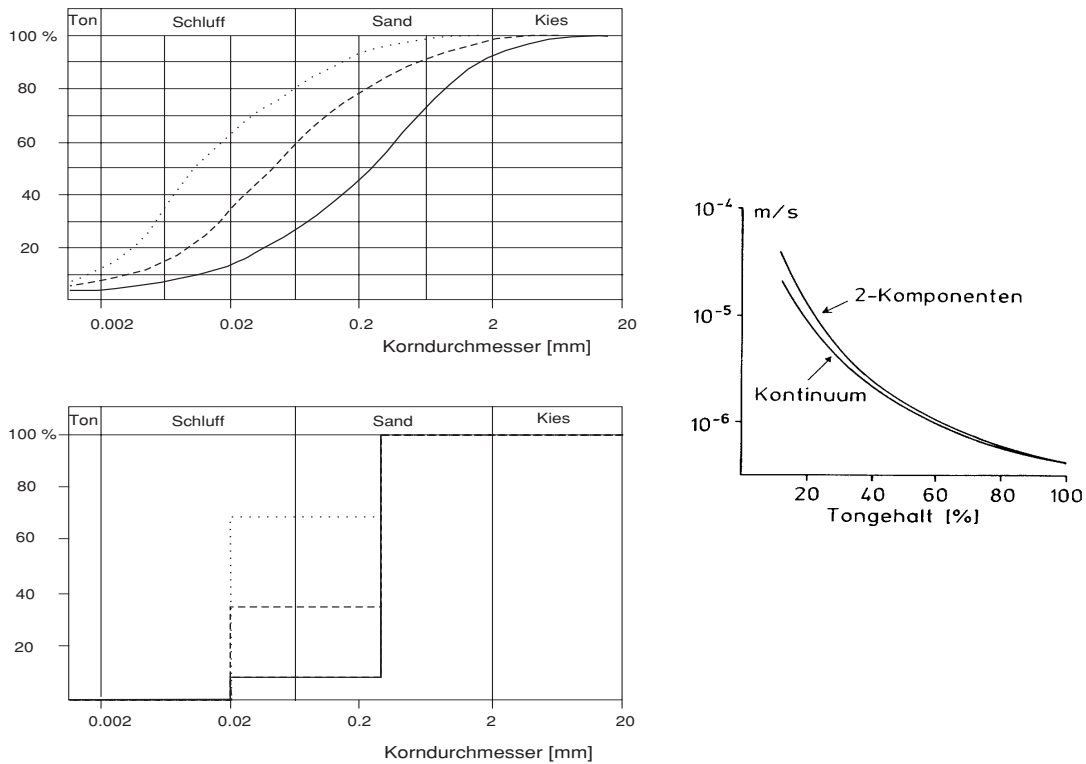 Ton Schluff Sand Kies
100 %
80
60
40
20
0.002 0.02 0.2 2 20
Korndurchmesser [mm]
Ton Schluff Sand Kies
100 %
80
60
40
20
0.002 0.02 0.2 2 20
Korndurchmesser [mm]
10⁻⁴ m/s
2-Komponenten
10⁻⁵
Kontinuum
10⁻⁶
20 40 60 80 100
Tongehalt [%]